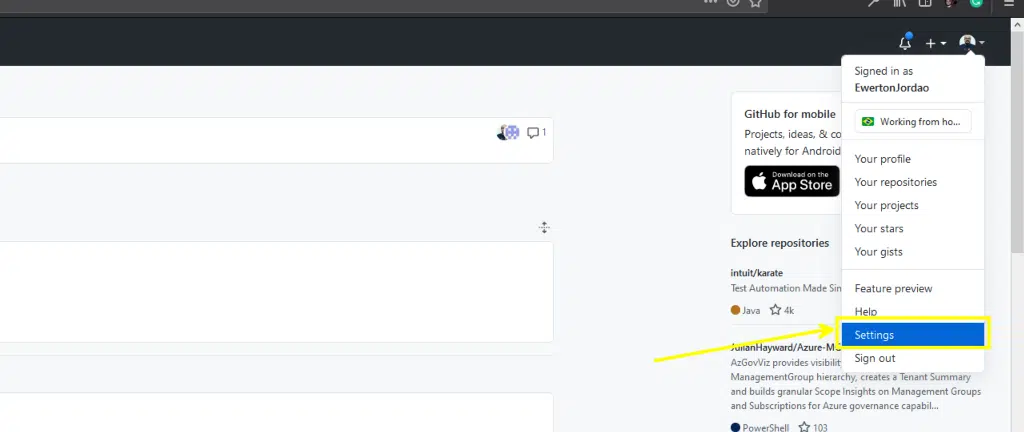 Signed in as
EwertonJordao
Working from ho...
Your profile
Your repositories
Your projects
Your stars
Your gists
Feature preview
Help
Settings
Sign out
1
GitHub for mobile
Projects, ideas, & co
natively for Android
Download on the
App Store
Explore repositories
intuit/karate
Test Automation Made Sin
Java 4k
JulianHayward/Azure-MG
AzGovViz provides visibility
ManagementGroup hierarchy, creates a Tenant Summary
and builds granular Scope Insights on Management Groups
and Subscriptions for Azure governance capabil...
PowerShell 103